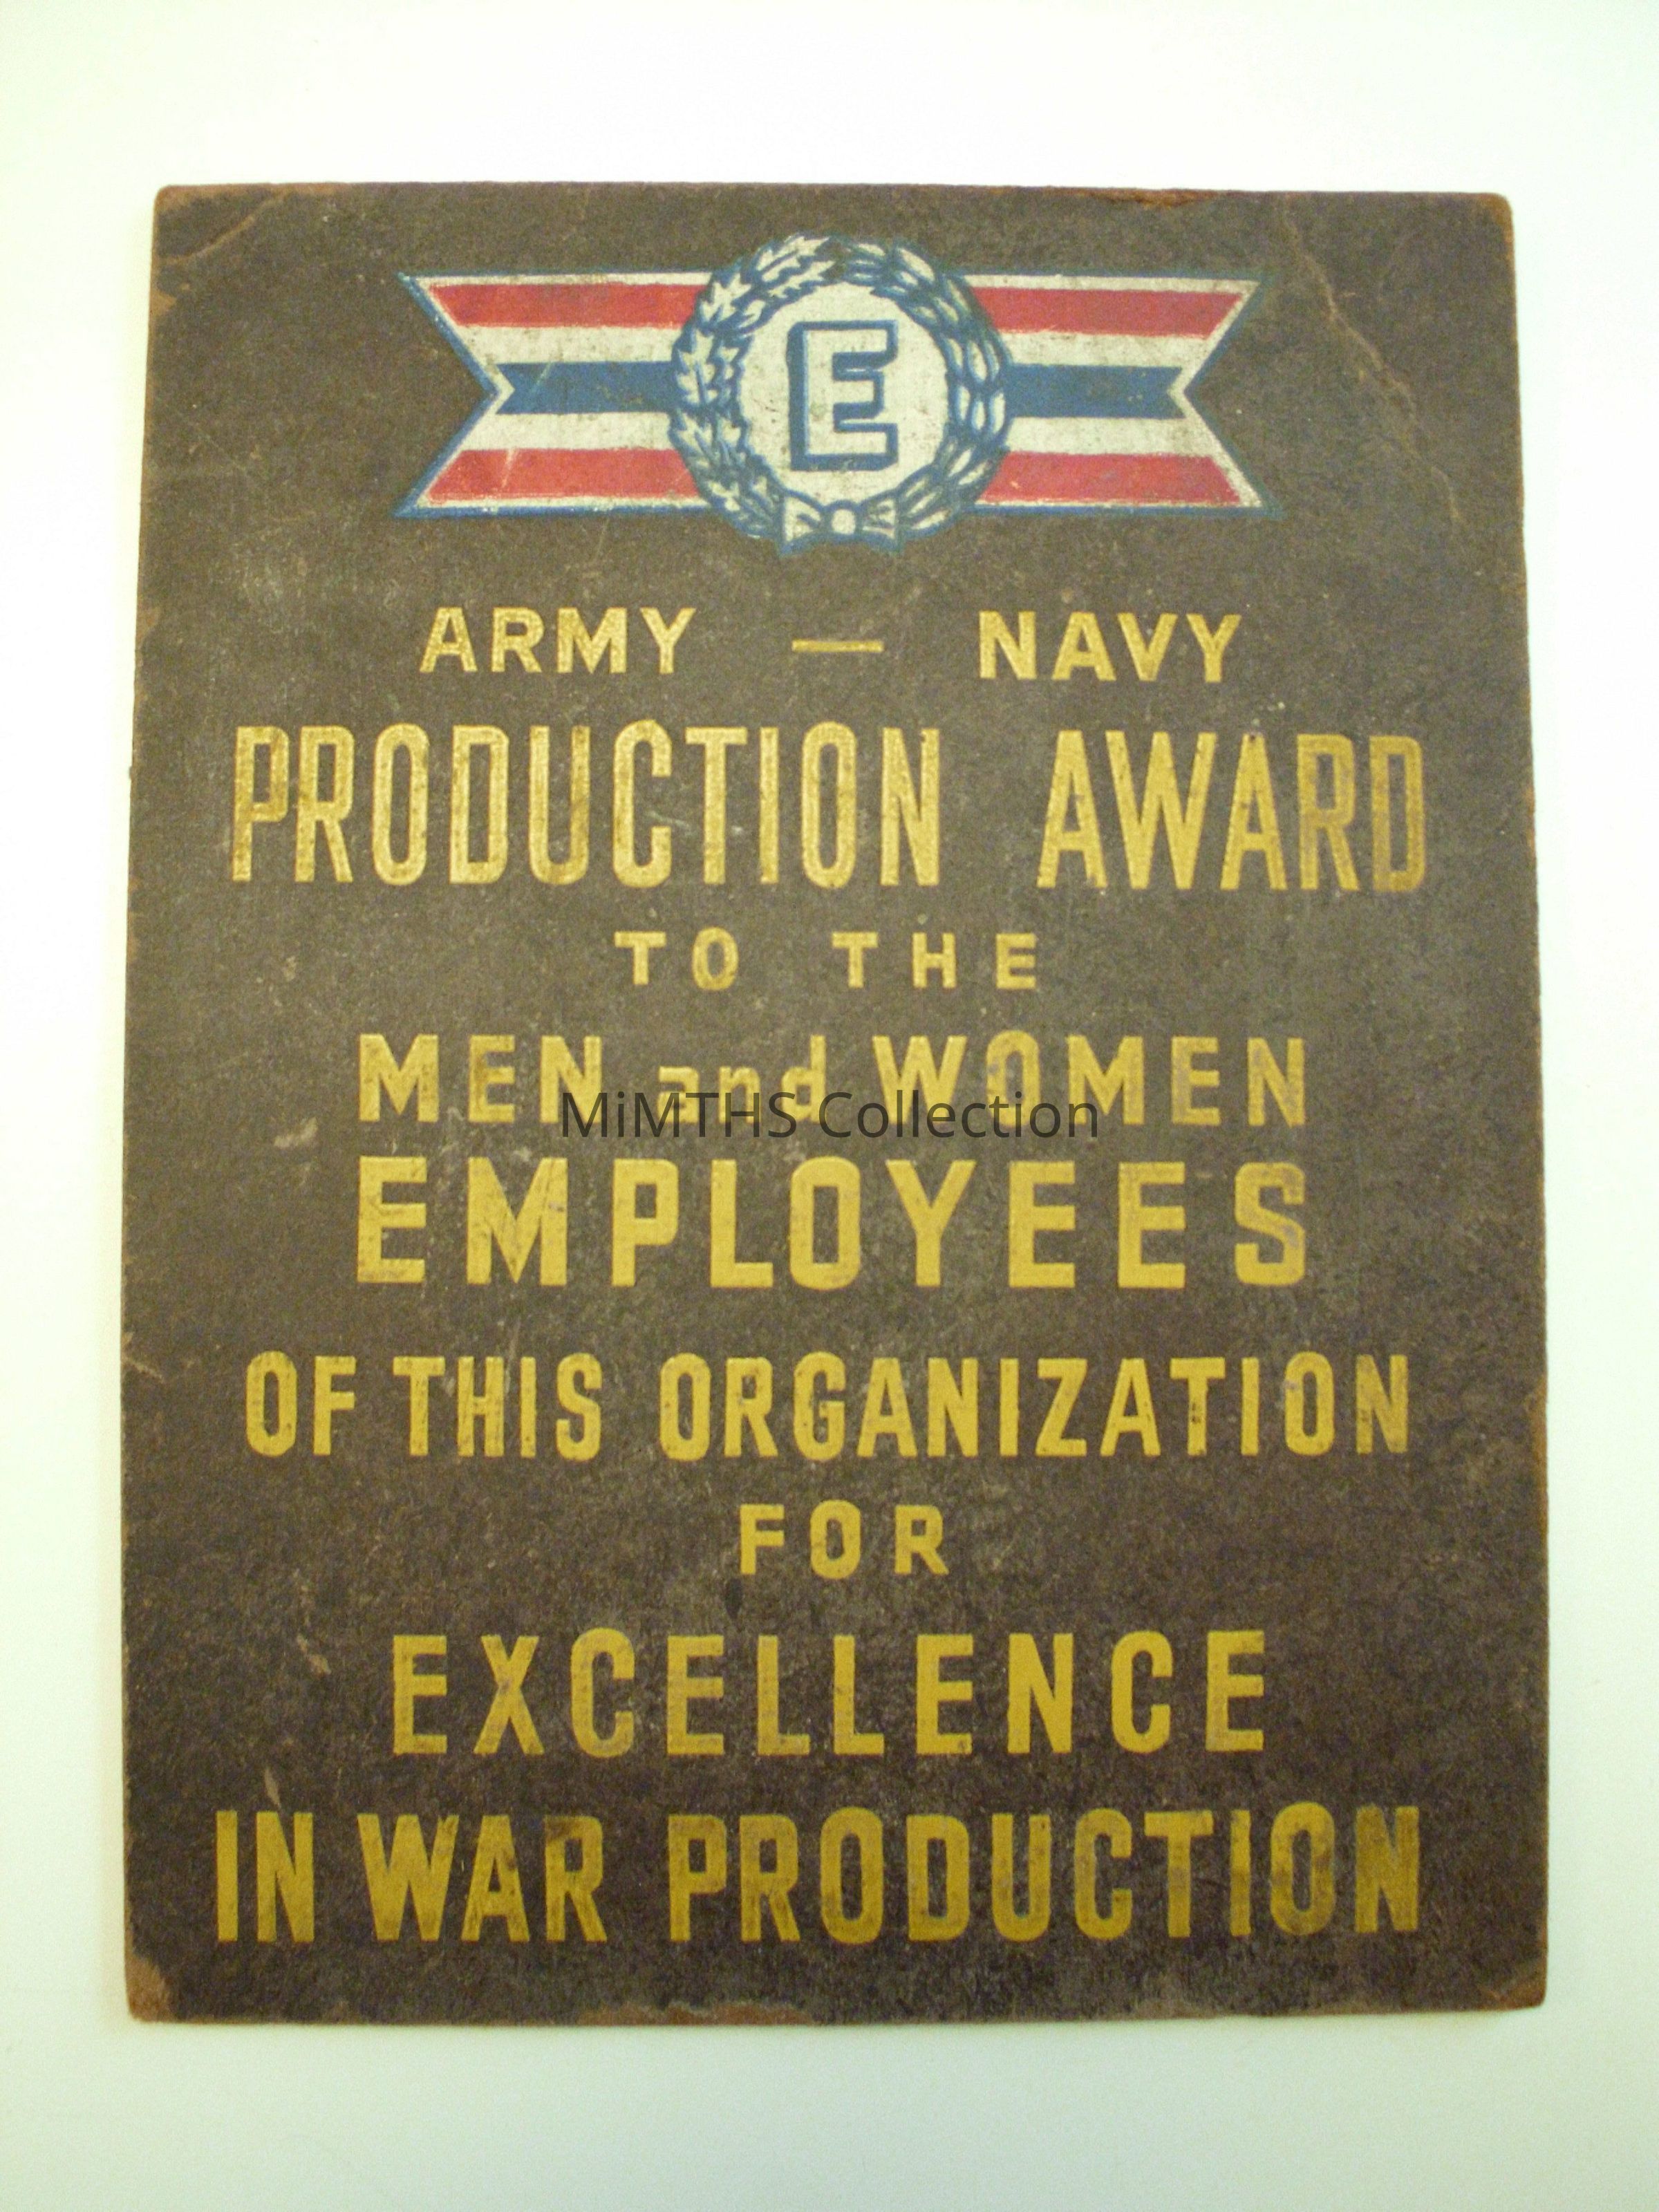 E
ARMY — NAVY
PRODUCTION AWARD
TO THE
MEN and WOMEN
MiMTHS Collection
EMPLOYEES
OF THIS ORGANIZATION
FOR
EXCELLENCE
IN WAR PRODUCTION